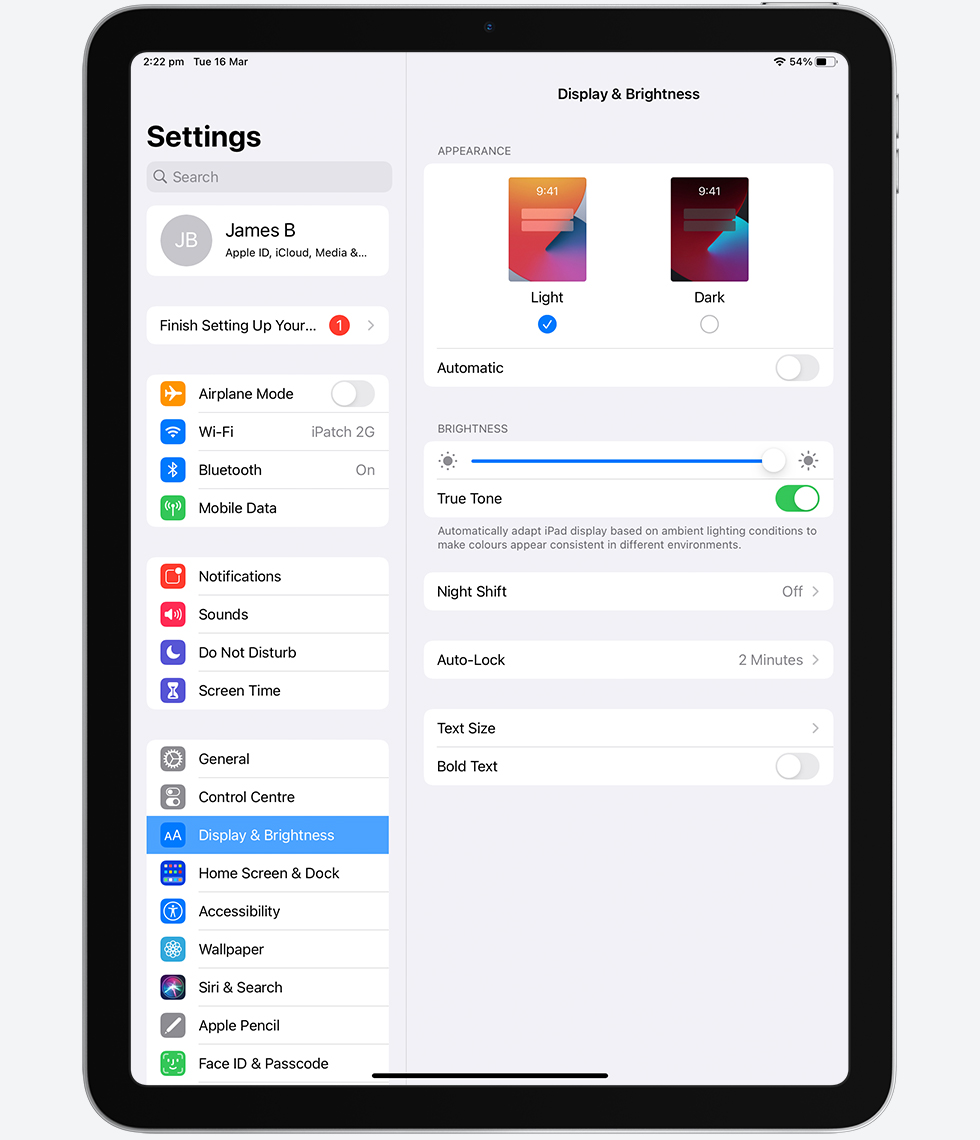 2:22 pm Tue 16 Mar
54%
Settings
Search
JB
James B
Apple ID, iCloud, Media &...
Finish Setting Up Your... 1
Airplane Mode
Wi-Fi iPatch 2G
Bluetooth On
Mobile Data
Notifications
Sounds
Do Not Disturb
Screen Time
General
Control Centre
AA Display & Brightness
Home Screen & Dock
Accessibility
Wallpaper
Siri & Search
Apple Pencil
Face ID & Passcode
Display & Brightness
APPEARANCE
9:41 9:41
Light Dark
Automatic
BRIGHTNESS
True Tone
Automatically adapt iPad display based on ambient lighting conditions to
make colours appear consistent in different environments.
Night Shift Off
Auto-Lock 2 Minutes
Text Size
Bold Text